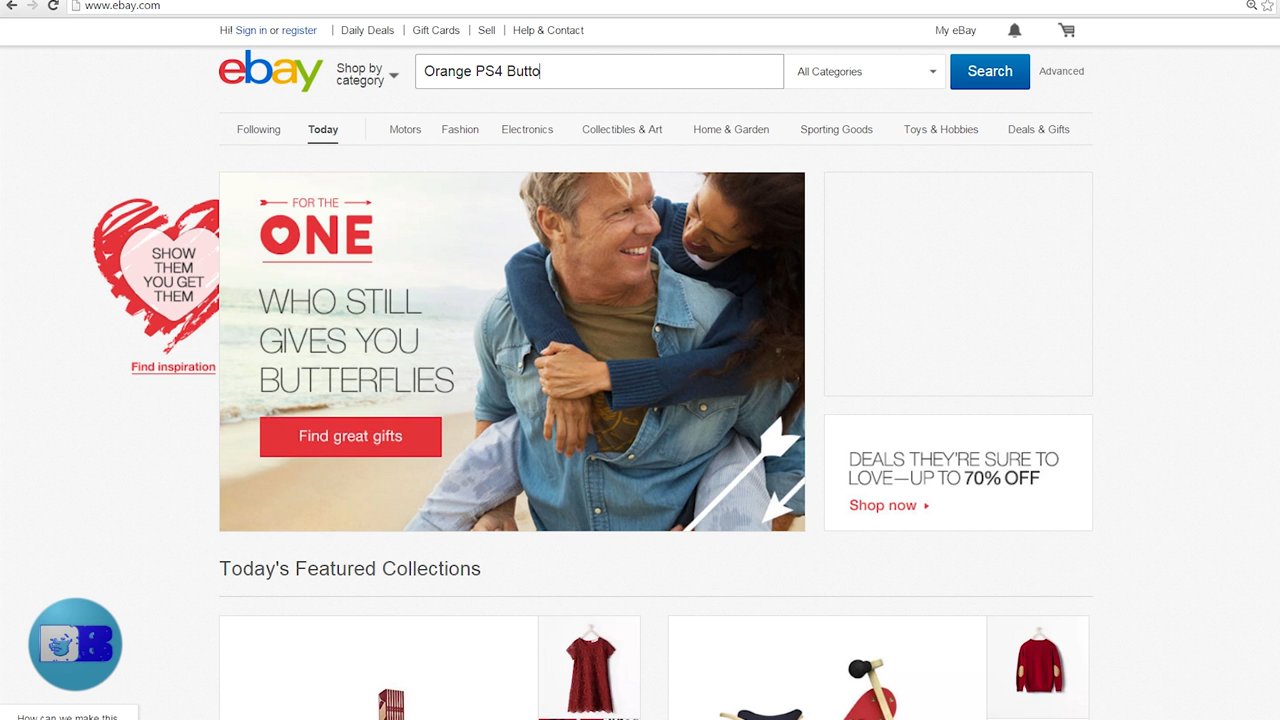 www.ebay.com
Hi! Sign in or register
Daily Deals
Gift Cards
Sell
Help & Contact
My eBay
ebay
Shop by
category
Orange PS4 Butto
All Categories
Search
Advanced
Following
Today
Motors
Fashion
Electronics
Collectibles & Art
Home & Garden
Sporting Goods
Toys & Hobbies
Deals & Gifts
SHOW
THEM
YOU GET
THEM
Find inspiration
FOR THE
ONE
WHO STILL
GIVES YOU
BUTTERFLIES
Find great gifts
DEALS THEY'RE SURE TO
LOVE—UP TO 70% OFF
Shop now
Today's Featured Collections
BB
How can we make this